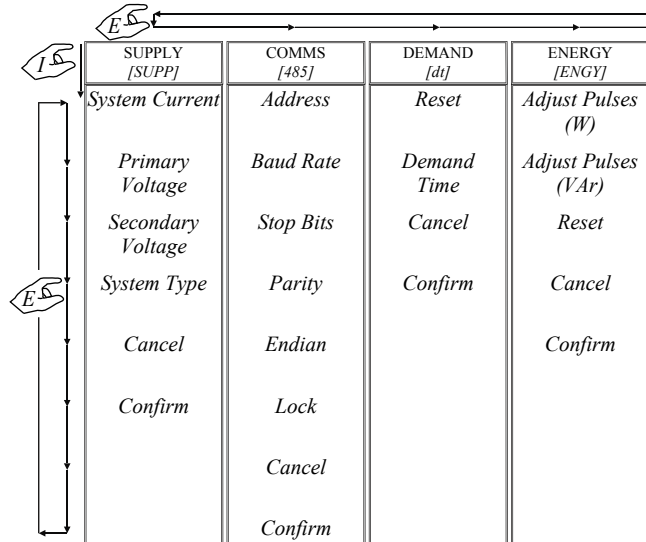 E
I
SUPPLY
[SUPP]
COMMS
[485]
DEMAND
[dt]
ENERGY
[ENGY]
System Current
Address
Reset
Adjust Pulses
(W)
Primary
Voltage
Baud Rate
Demand
Time
Adjust Pulses
(VAr)
Secondary
Voltage
Stop Bits
Cancel
Reset
E
System Type
Parity
Confirm
Cancel
Cancel
Endian
Confirm
Confirm
Lock
Cancel
Confirm